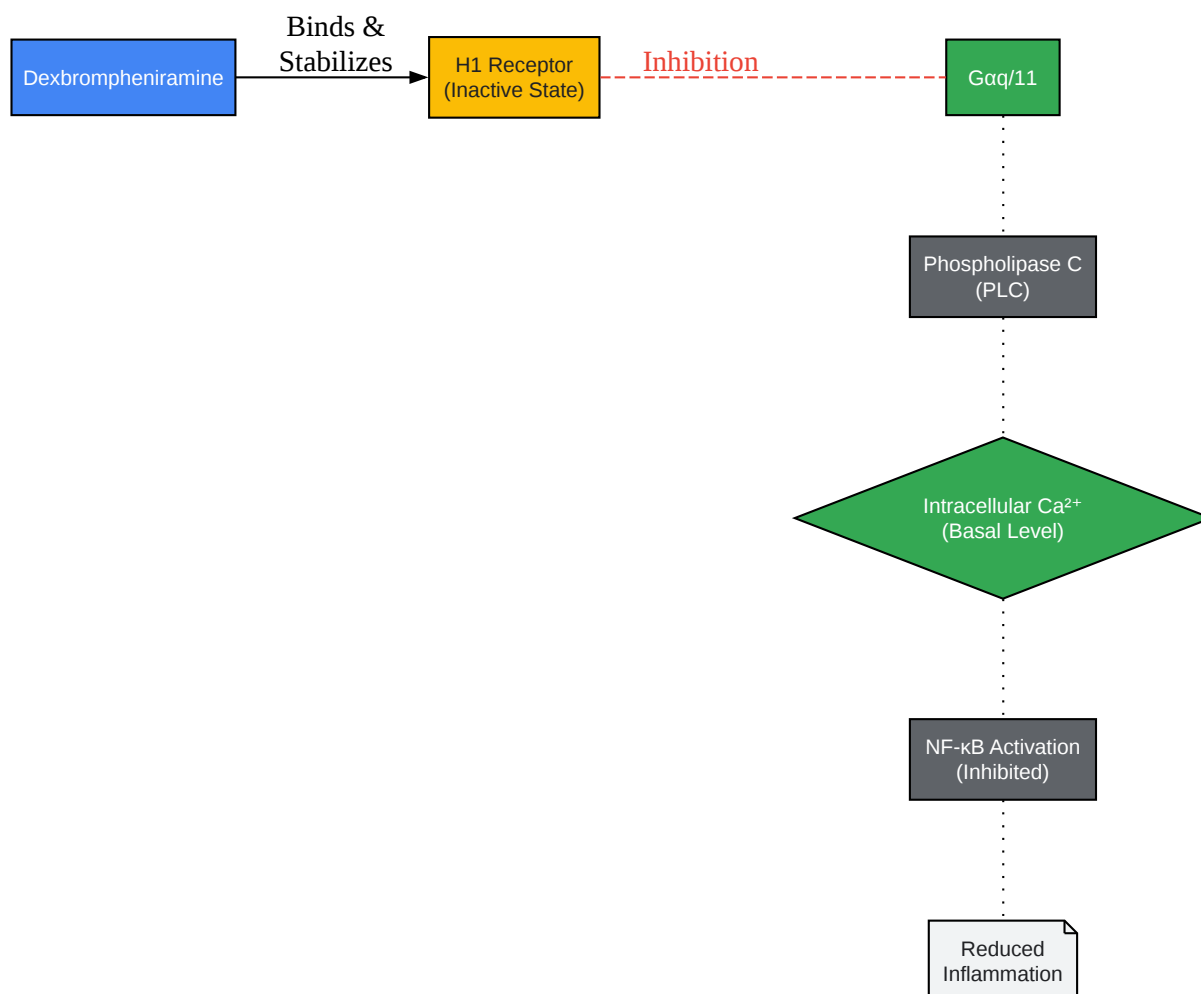 Binds &
Stabilizes
Dexbrompheniramine
H1 Receptor
(Inactive State)
Inhibition
Gαq/11
Phospholipase C
(PLC)
Intracellular Ca²⁺
(Basal Level)
NF-κB Activation
(Inhibited)
Reduced
Inflammation